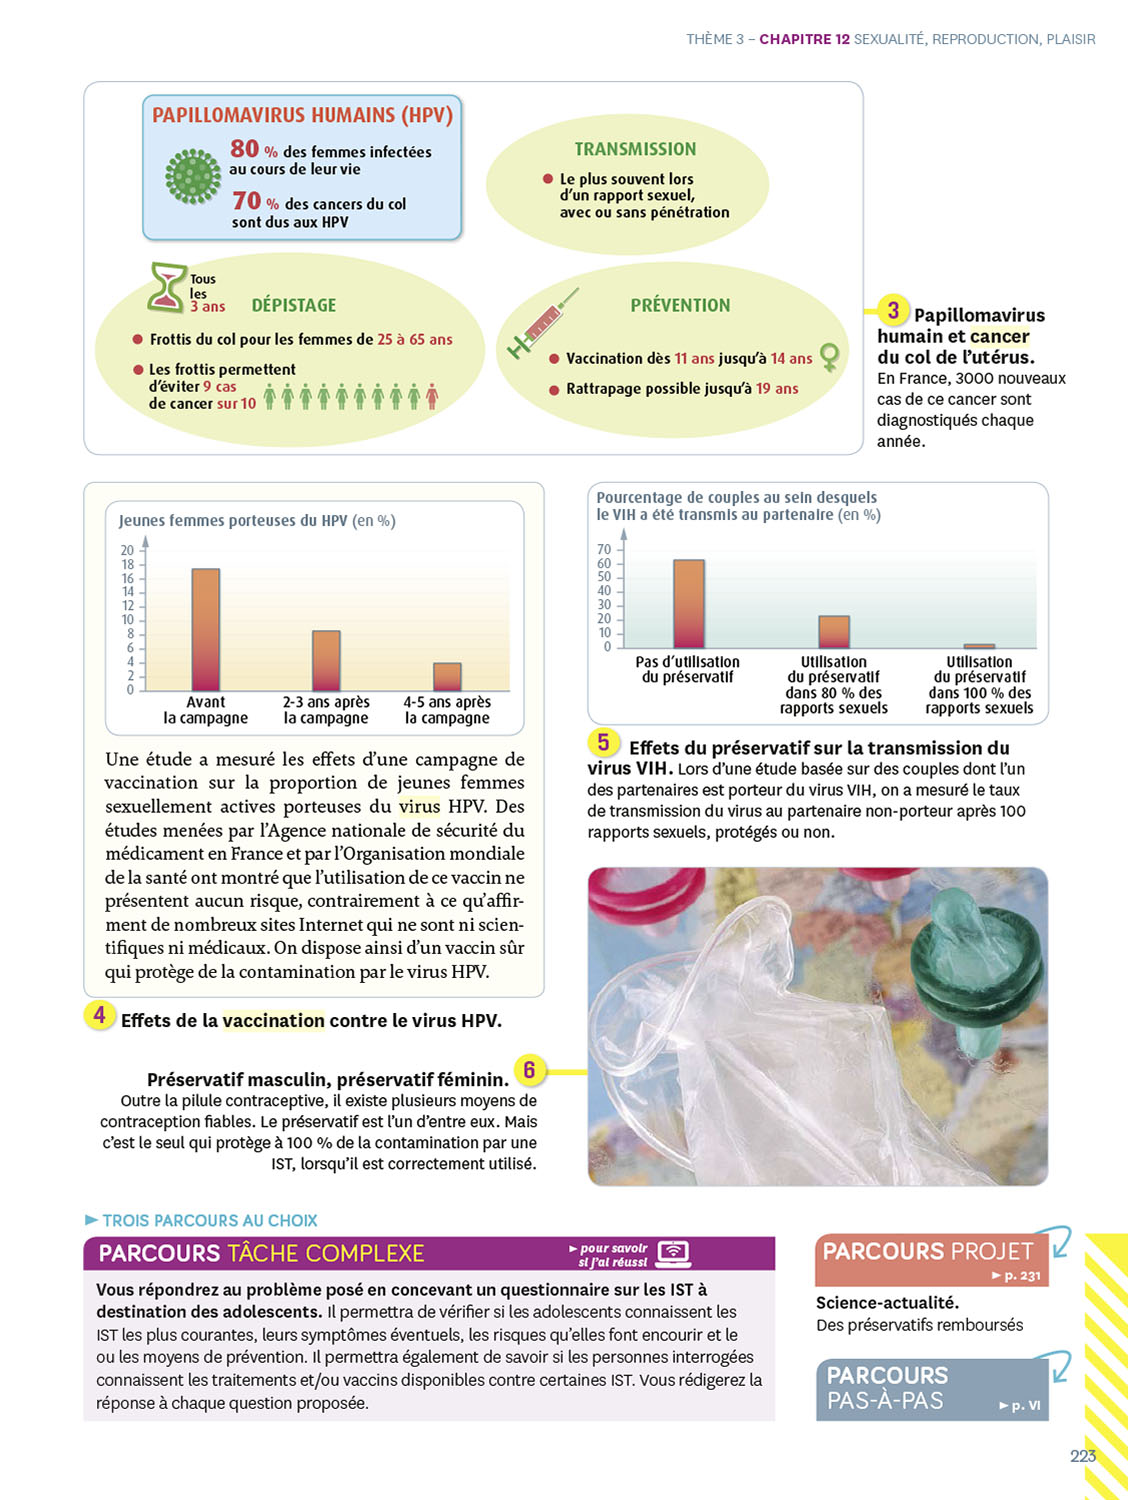 THÈME 3 – CHAPITRE 12 SEXUALITÉ, REPRODUCTION, PLAISIR
PAPILLOMAVIRUS HUMAINS (HPV)
80 % des femmes infectées
au cours de leur vie
70 % des cancers du col
sont dus aux HPV
TRANSMISSION
Le plus souvent lors
d'un rapport sexuel,
avec ou sans pénétration
Tous
les
3 ans
DÉPISTAGE
Frottis du col pour les femmes de 25 à 65 ans
Les frottis permettent
d'éviter 9 cas
de cancer sur 10
PRÉVENTION
Vaccination dès 11 ans jusqu'à 14 ans
Rattrapage possible jusqu'à 19 ans
3 Papillomavirus
humain et cancer
du col de l'utérus.
En France, 3000 nouveaux
cas de ce cancer sont
diagnostiqués chaque
année.
Jeunes femmes porteuses du HPV (en %)
20
18
16
14
12
10
8
6
4
2
0
Avant
la campagne
2-3 ans après
la campagne
4-5 ans après
la campagne
Une étude a mesuré les effets d'une campagne de
vaccination sur la proportion de jeunes femmes
sexuellement actives porteuses du virus HPV. Des
études menées par l'Agence nationale de sécurité du
médicament en France et par l'Organisation mondiale
de la santé ont montré que l'utilisation de ce vaccin ne
présentent aucun risque, contrairement à ce qu'affir-
ment de nombreux sites Internet qui ne sont ni scien-
tifiques ni médicaux. On dispose ainsi d'un vaccin sûr
qui protège de la contamination par le virus HPV.
4 Effets de la vaccination contre le virus HPV.
Pourcentage de couples au sein desquels
le VIH a été transmis au partenaire (en %)
70
60
50
40
30
20
10
0
Pas d'utilisation
du préservatif
Utilisation
du préservatif
dans 80 % des
rapports sexuels
Utilisation
du préservatif
dans 100 % des
rapports sexuels
5 Effets du préservatif sur la transmission du
virus VIH. Lors d'une étude basée sur des couples dont l'un
des partenaires est porteur du virus VIH, on a mesuré le taux
de transmission du virus au partenaire non-porteur après 100
rapports sexuels, protégés ou non.
Préservatif masculin, préservatif féminin. 6
Outre la pilule contraceptive, il existe plusieurs moyens de
contraception fiables. Le préservatif est l'un d'entre eux. Mais
c'est le seul qui protège à 100 % de la contamination par une
IST, lorsqu'il est correctement utilisé.
► TROIS PARCOURS AU CHOIX
PARCOURS TÂCHE COMPLEXE
► pour savoir
si j'ai réussi
Vous répondrez au problème posé en concevant un questionnaire sur les IST à
destination des adolescents. Il permettra de vérifier si les adolescents connaissent les
IST les plus courantes, leurs symptômes éventuels, les risques qu'elles font encourir et le
ou les moyens de prévention. Il permettra également de savoir si les personnes interrogées
connaissent les traitements et/ou vaccins disponibles contre certaines IST. Vous rédigerez la
réponse à chaque question proposée.
PARCOURS PROJET
► p. 231
Science-actualité.
Des préservatifs remboursés
PARCOURS
PAS-À-PAS
► p. VI
223